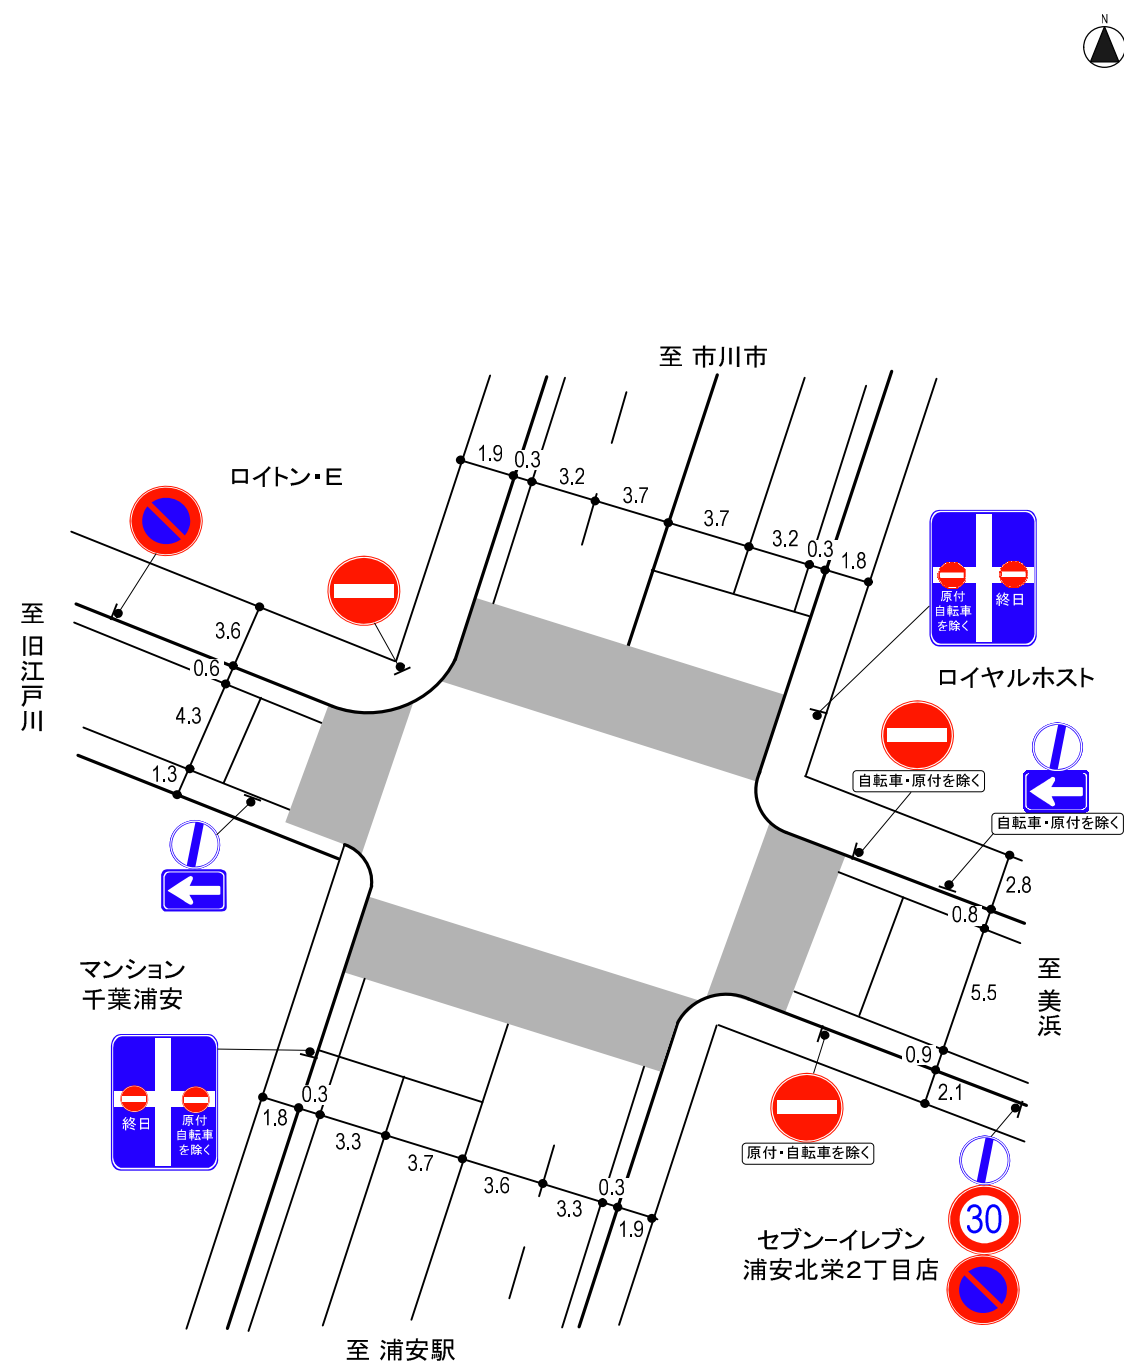 N
至 市川市
1.9
0.3
3.2
3.7
3.7
3.2
0.3
1.8
ロイトン・E
至
旧
江
戸
川
3.6
0.6
4.3
1.3
原付
自転車
を除く
終日
ロイヤルホスト
自転車・原付を除く
自転車・原付を除く
2.8
0.8
5.5
0.9
2.1
至
美
浜
マンション
千葉浦安
終日
原付
自転車
を除く
1.8
0.3
3.3
3.7
3.6
3.3
0.3
1.9
原付・自転車を除く
30
セブン-イレブン
浦安北栄2丁目店
至 浦安駅